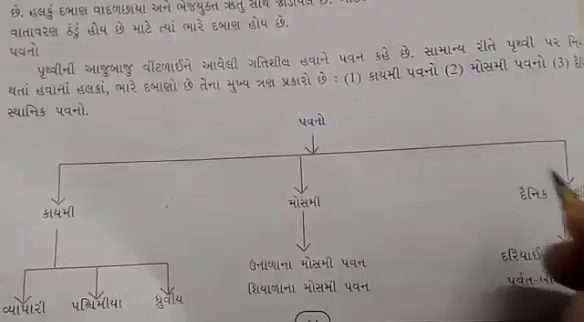 છે. હલકું દબાણ વાદળછાયા અને ભેજયુક્ત ઋતુ સાથે
વાતાવરણ ઠંડું હોય છે માટે ત્યાં ભારે દબાણ હોય છે.
પવનો
પૃથ્વીની આજુબાજુ વીંટળાઈને આવેલી ગતિશીલ હવાને પવન કહે છે. સામાન્ય રીતે પૃથ્વી પર
થતાં હવાનાં હલકાં, ભારે દબાણો છે તેના મુખ્ય ત્રણ પ્રકારો છે : (1) કાયમી પવનો (2) મોસમી પવનો (3)
સ્થાનિક પવનો.
પવનો
કાયમી મોસમી દૈનિક
ઉનાળાના મોસમી પવન
શિયાળાના મોસમી પવન
વ્યાપારી પશ્ચિમીયા ધ્રુવીય